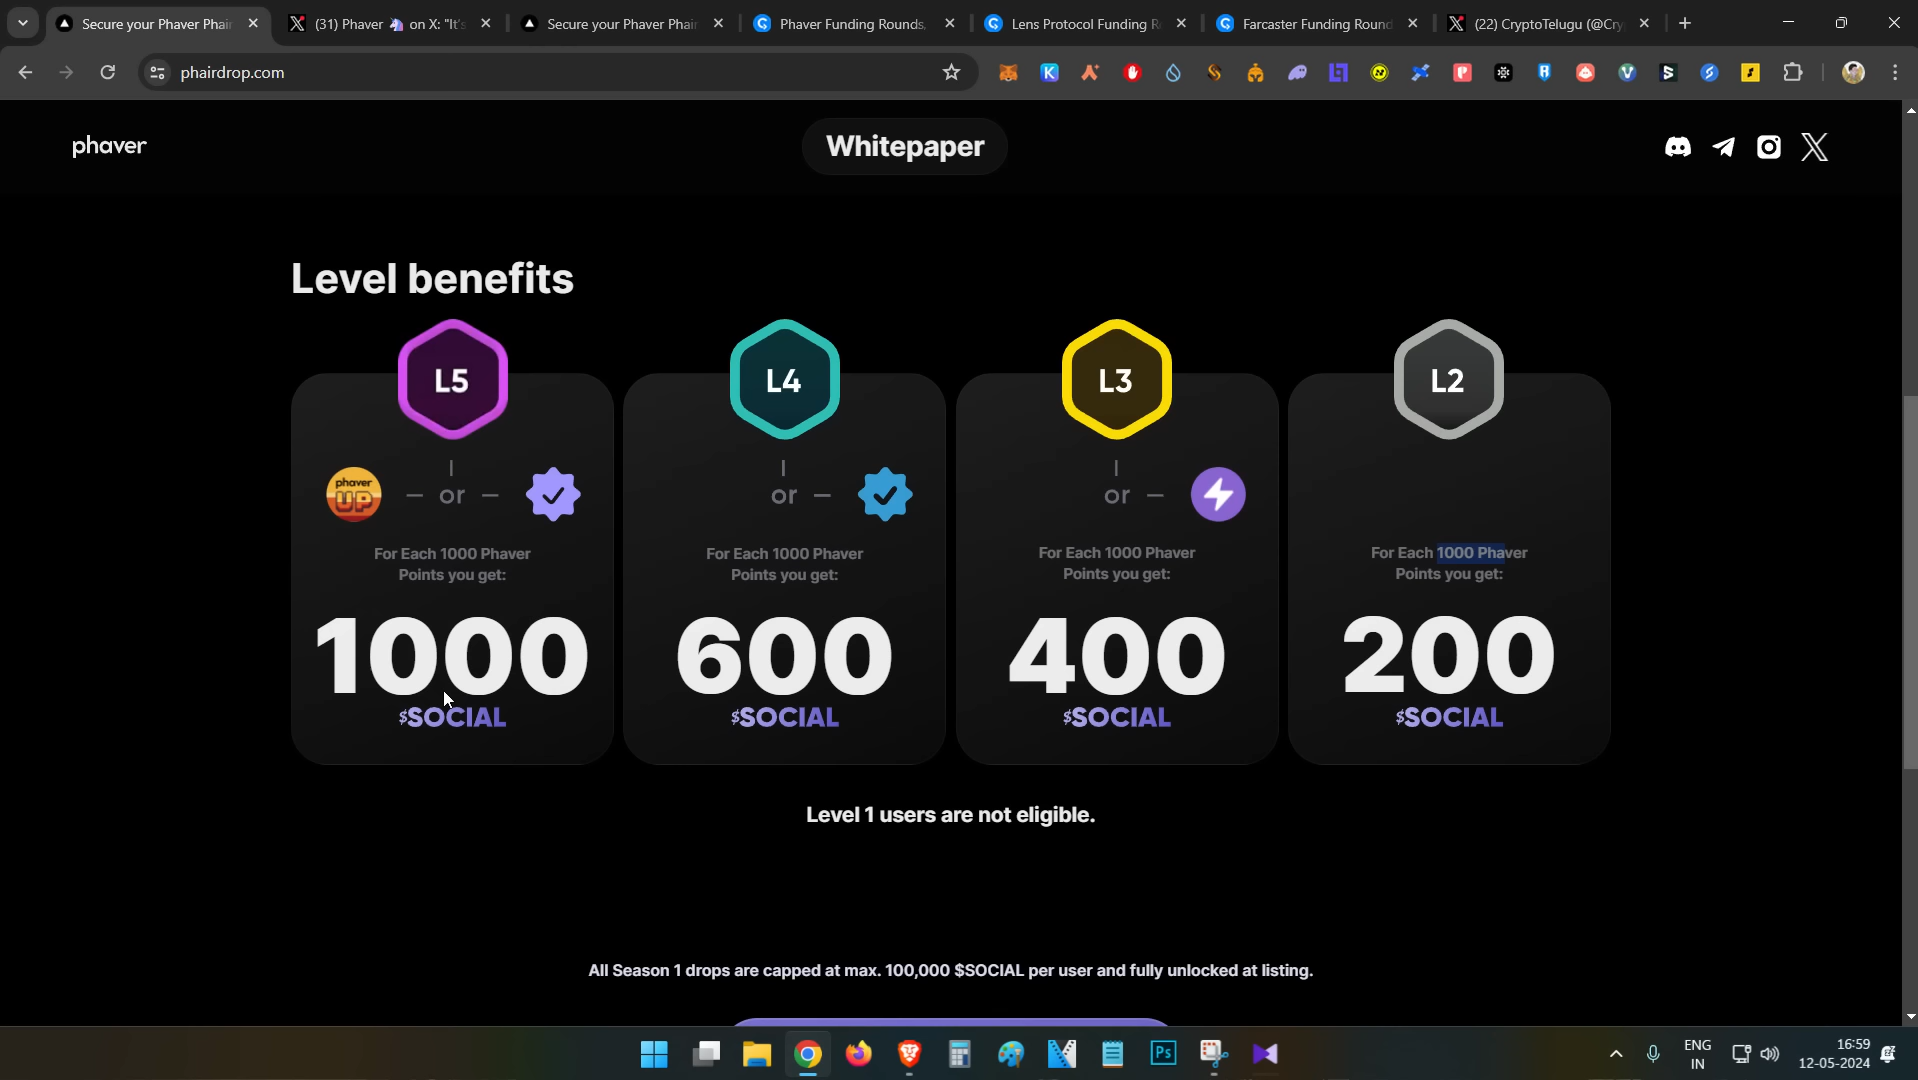 Secure your Phaver Phair
(31) Phaver 🦄 on X: "It's
Secure your Phaver Phair
Phaver Funding Rounds,
Lens Protocol Funding R
Farcaster Funding Round
(22) CryptoTelugu (@Cry
phairdrop.com
phaver
Whitepaper
Level benefits
L5
L4
L3
L2
phaver
UP
or
or
or
For Each 1000 Phaver
Points you get:
For Each 1000 Phaver
Points you get:
For Each 1000 Phaver
Points you get:
For Each 1000 Phaver
Points you get:
1000
600
400
200
$SOCIAL
$SOCIAL
$SOCIAL
$SOCIAL
Level 1 users are not eligible.
All Season 1 drops are capped at max. 100,000 $SOCIAL per user and fully unlocked at listing.
Ps
ENG
IN
16:59
12-05-2024